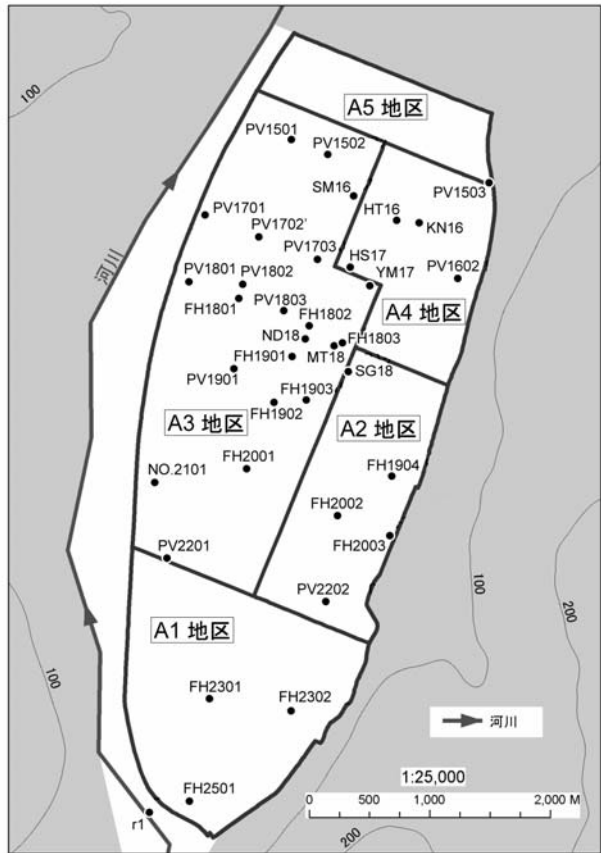 100
A5 地区
PV1501
PV1502
PV1503
SM16
HT16
KN16
PV1701
PV1702'
PV1703
HS17
YM17
PV1602
河川
PV1801
PV1802
FH1801
PV1803
FH1802
A4 地区
ND18
FH1803
MT18
FH1901
PV1901
SG18
FH1903
FH1902
A3 地区
A2 地区
FH2001
NO.2101
FH1904
FH2002
FH2003
PV2201
PV2202
100
200
A1 地区
100
FH2301
FH2302
河川
1:25,000
0 500 1,000 2,000 M
FH2501
r1
200